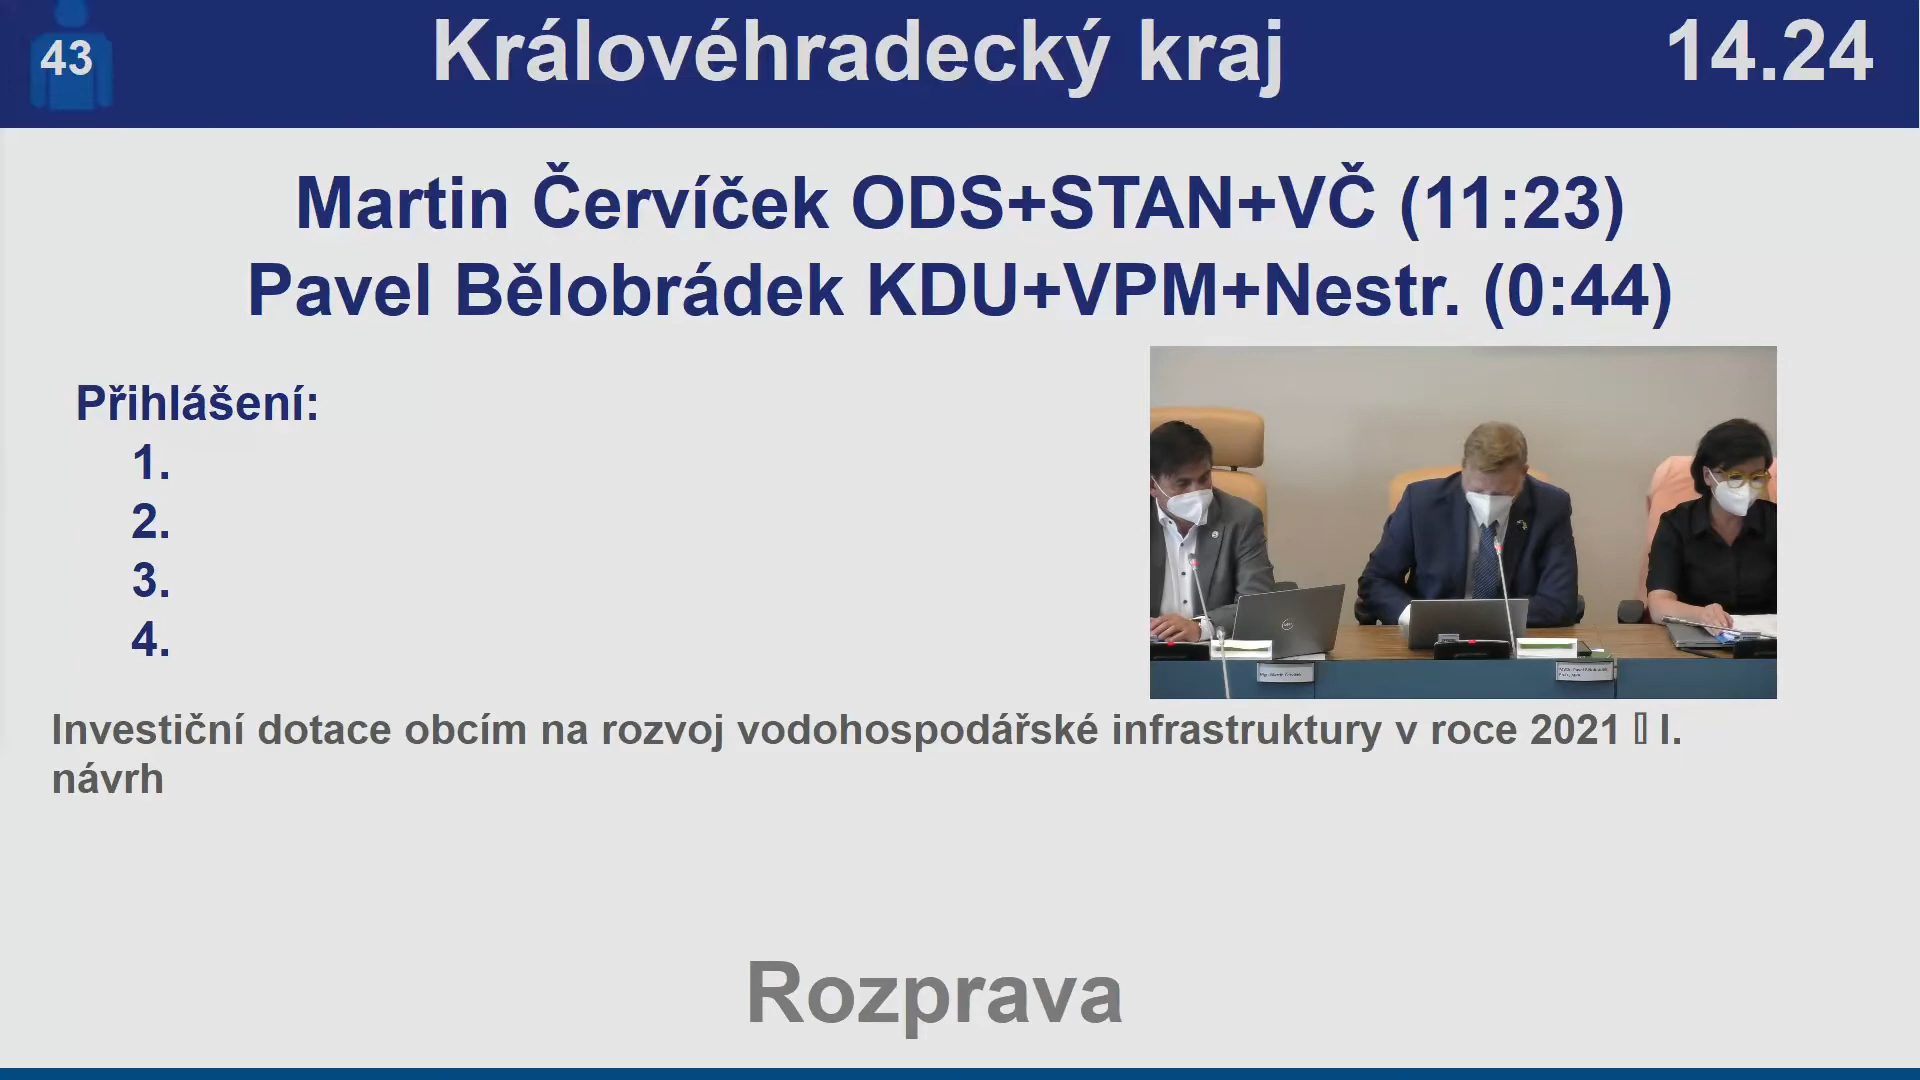 43
Královéhradecký kraj
14.24
Martin Červíček ODS+STAN+VČ (11:23)
Pavel Bělobrádek KDU+VPM+Nestr. (0:44)
Přihlášení:
1.
2.
3.
4.
Investiční dotace obcím na rozvoj vodohospodářské infrastruktury v roce 2021 ▯ I.
návrh
Rozprava